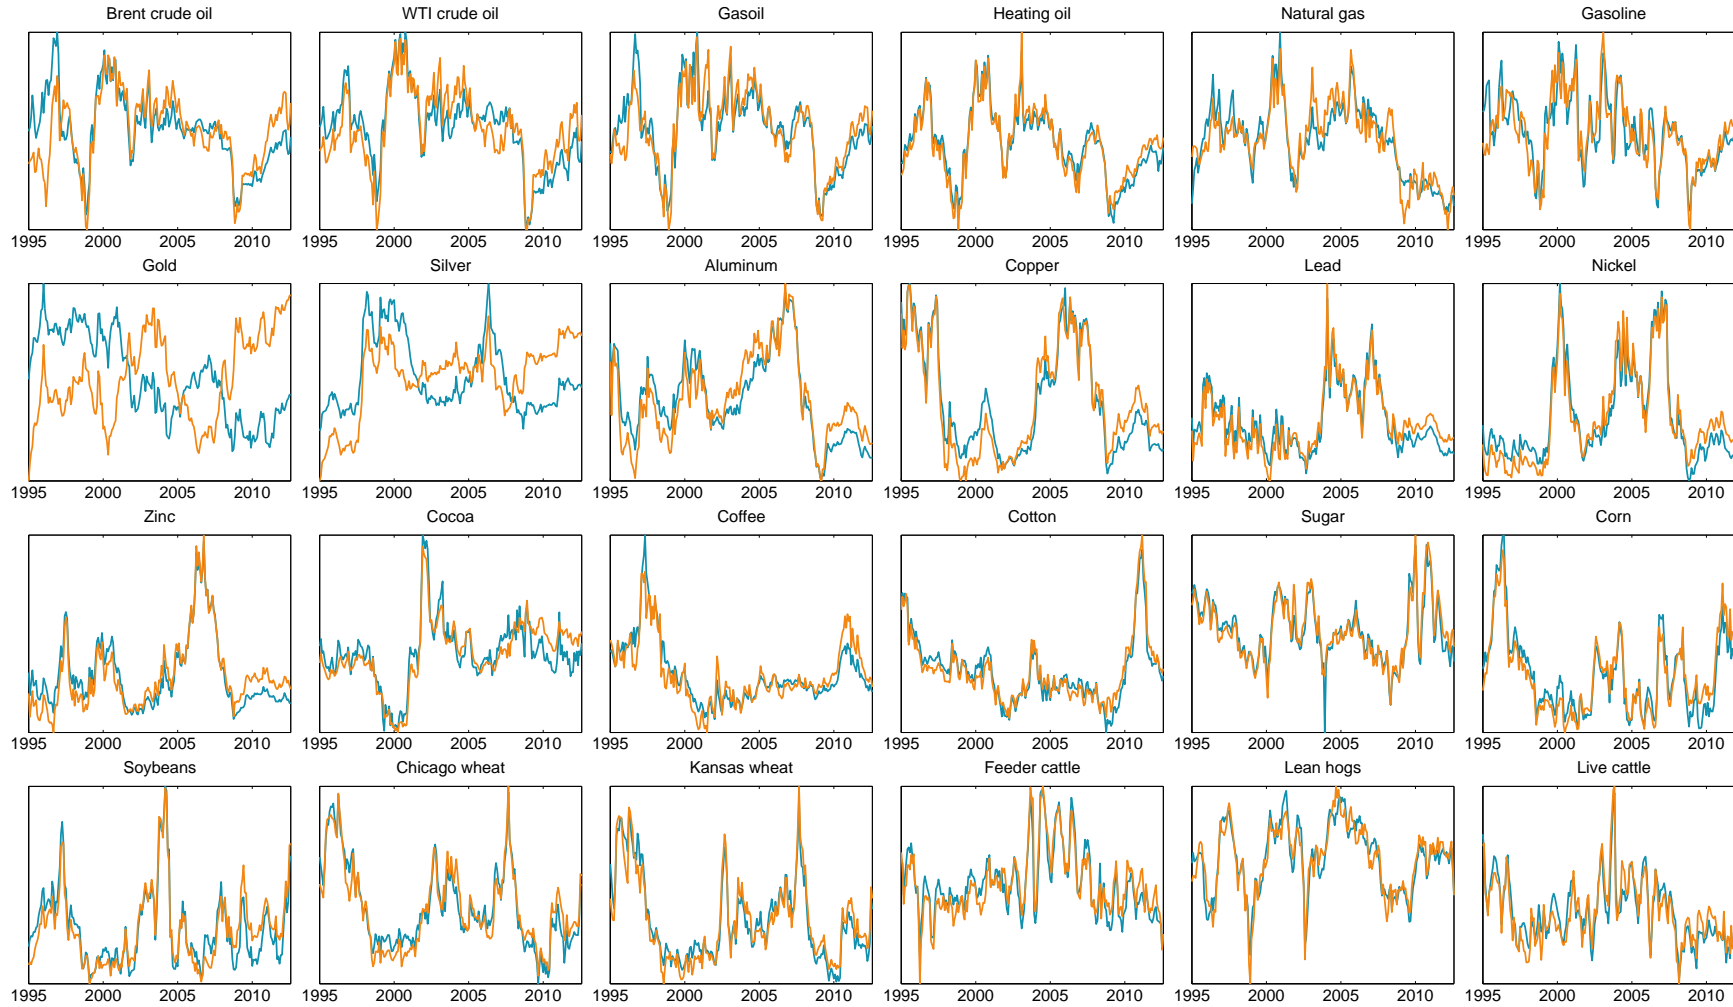 Brent crude oil WTI crude oil Gasoil Heating oil Natural gas Gasoline
1995 2000 2005 2010 1995 2000 2005 2010 1995 2000 2005 2010 1995 2000 2005 2010 1995 2000 2005 2010 1995 2000 2005 2010
Gold Silver Aluminum Copper Lead Nickel
1995 2000 2005 2010 1995 2000 2005 2010 1995 2000 2005 2010 1995 2000 2005 2010 1995 2000 2005 2010 1995 2000 2005 2010
Zinc Cocoa Coffee Cotton Sugar Corn
1995 2000 2005 2010 1995 2000 2005 2010 1995 2000 2005 2010 1995 2000 2005 2010 1995 2000 2005 2010 1995 2000 2005 2010
Soybeans Chicago wheat Kansas wheat Feeder cattle Lean hogs Live cattle
1995 2000 2005 2010 1995 2000 2005 2010 1995 2000 2005 2010 1995 2000 2005 2010 1995 2000 2005 2010 1995 2000 2005 2010